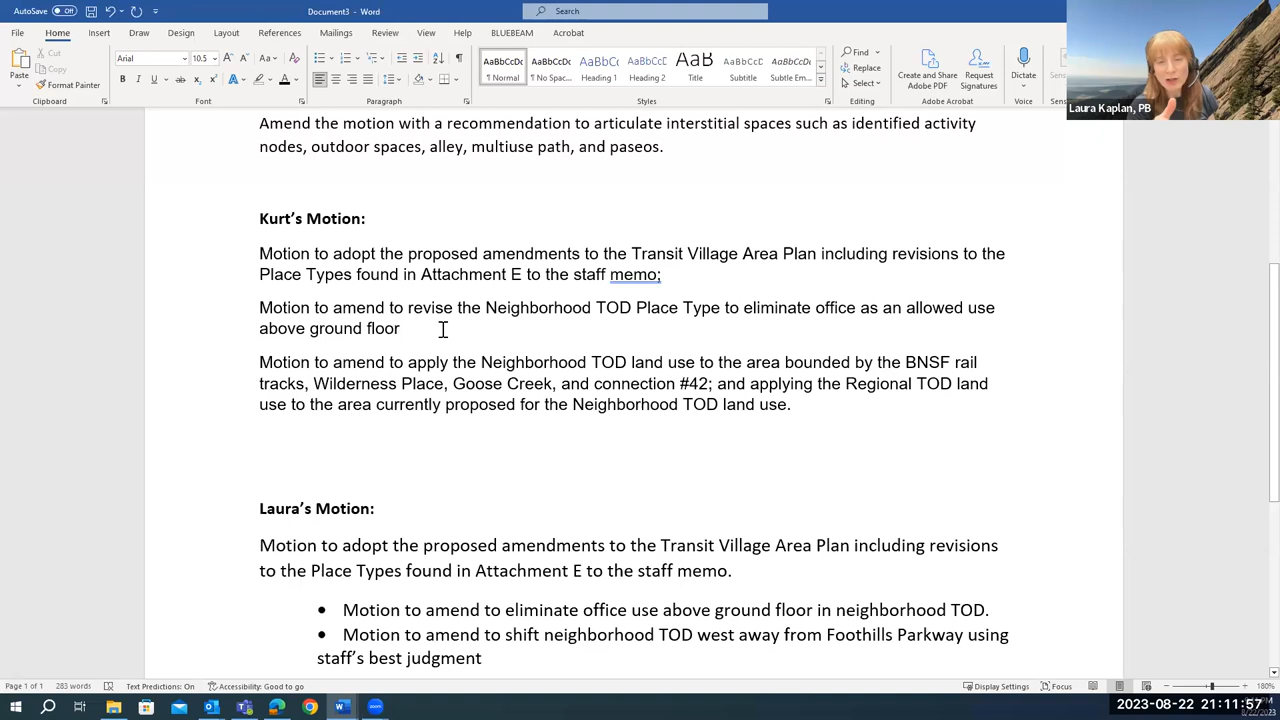 AutoSave Off Document3 - Word Search
File Home Insert Draw Design Layout References Mailings Review View Help BLUEBEAM Acrobat
Paste Cut Copy Format Painter Clipboard
Arial 10.5 Font
Paragraph
AaBbCcDc Normal AaBbCcDc No Spac... AaBbCc Heading 1 AaBbCcD Heading 2 AaB Title AaBbCcD Subtitle AaBbCcDc Subtle Em... Styles
Find Replace Select Editing
Create and Share Adobe PDF Request Signatures Adobe Acrobat
Dictate Voice
Laura Kaplan, PB
Amend the motion with a recommendation to articulate interstitial spaces such as identified activity
nodes, outdoor spaces, alley, multiuse path, and paseos.
Kurt's Motion:
Motion to adopt the proposed amendments to the Transit Village Area Plan including revisions to the
Place Types found in Attachment E to the staff memo;
Motion to amend to revise the Neighborhood TOD Place Type to eliminate office as an allowed use
above ground floor
Motion to amend to apply the Neighborhood TOD land use to the area bounded by the BNSF rail
tracks, Wilderness Place, Goose Creek, and connection #42; and applying the Regional TOD land
use to the area currently proposed for the Neighborhood TOD land use.
Laura's Motion:
Motion to adopt the proposed amendments to the Transit Village Area Plan including revisions
to the Place Types found in Attachment E to the staff memo.
• Motion to amend to eliminate office use above ground floor in neighborhood TOD.
• Motion to amend to shift neighborhood TOD west away from Foothills Parkway using
staff's best judgment
Page 1 of 1 283 words Text Predictions: On Accessibility: Good to go Display Settings Focus 180%
2023-08-22 21:11:57